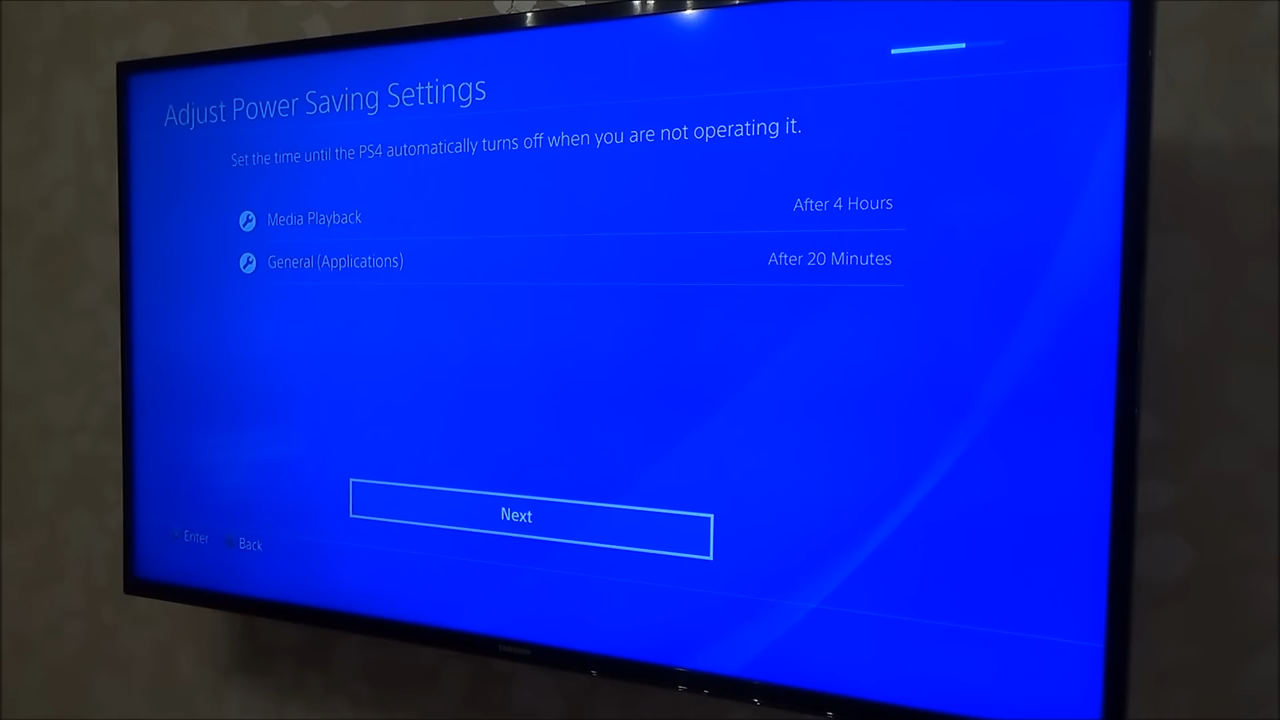 Adjust Power Saving Settings
Set the time until the PS4 automatically turns off when you are not operating it.
Media Playback After 4 Hours
General (Applications) After 20 Minutes
Next
Enter Back
SAMSUNG